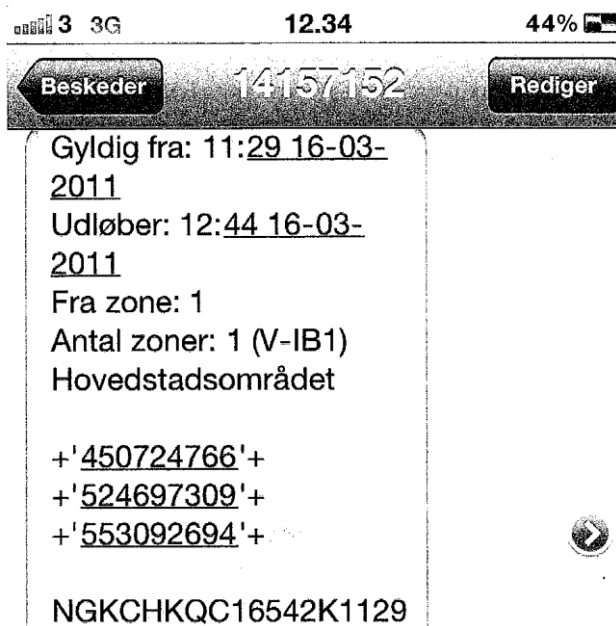 3 3G 12.34 44%
Beskeder 14157152 Rediger
Gyldig fra: 11:29 16-03-
2011
Udløber: 12:44 16-03-
2011
Fra zone: 1
Antal zoner: 1 (V-IB1)
Hovedstadsområdet
+'450724766'+
+'524697309'+
+'553092694'+
NGKCHKQC16542K1129